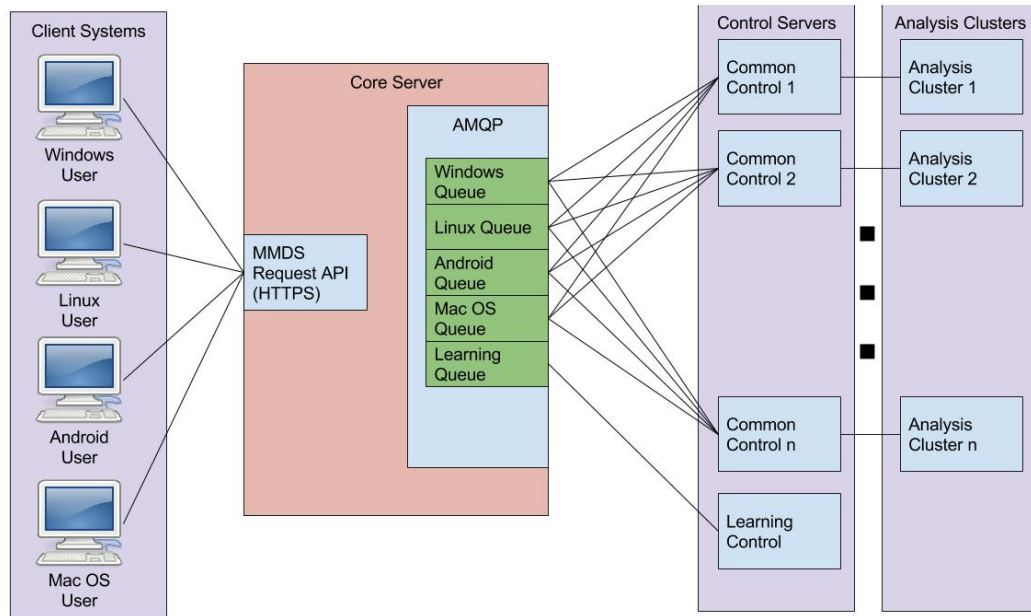 Client Systems
Windows
User
Linux
User
Android
User
Mac OS
User
Core Server
MMDS
Request API
(HTTPS)
AMQP
Windows
Queue
Linux Queue
Android
Queue
Mac OS
Queue
Learning
Queue
Control Servers
Common
Control 1
Common
Control 2
Common
Control n
Learning
Control
Analysis Clusters
Analysis
Cluster 1
Analysis
Cluster 2
Analysis
Cluster n